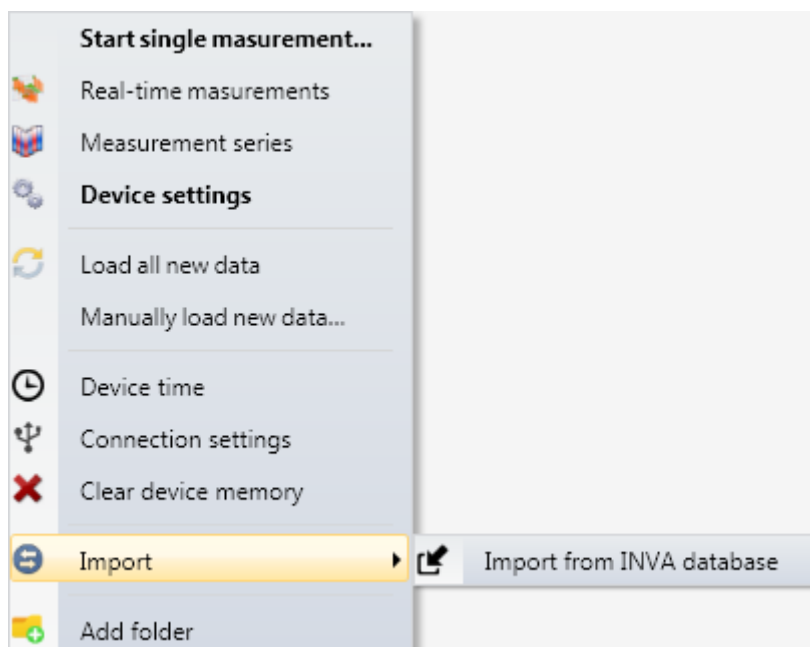 Start single masurement...
Real-time masurements
Measurement series
Device settings
Load all new data
Manually load new data...
Device time
Connection settings
Clear device memory
Import
Import from INVA database
Add folder